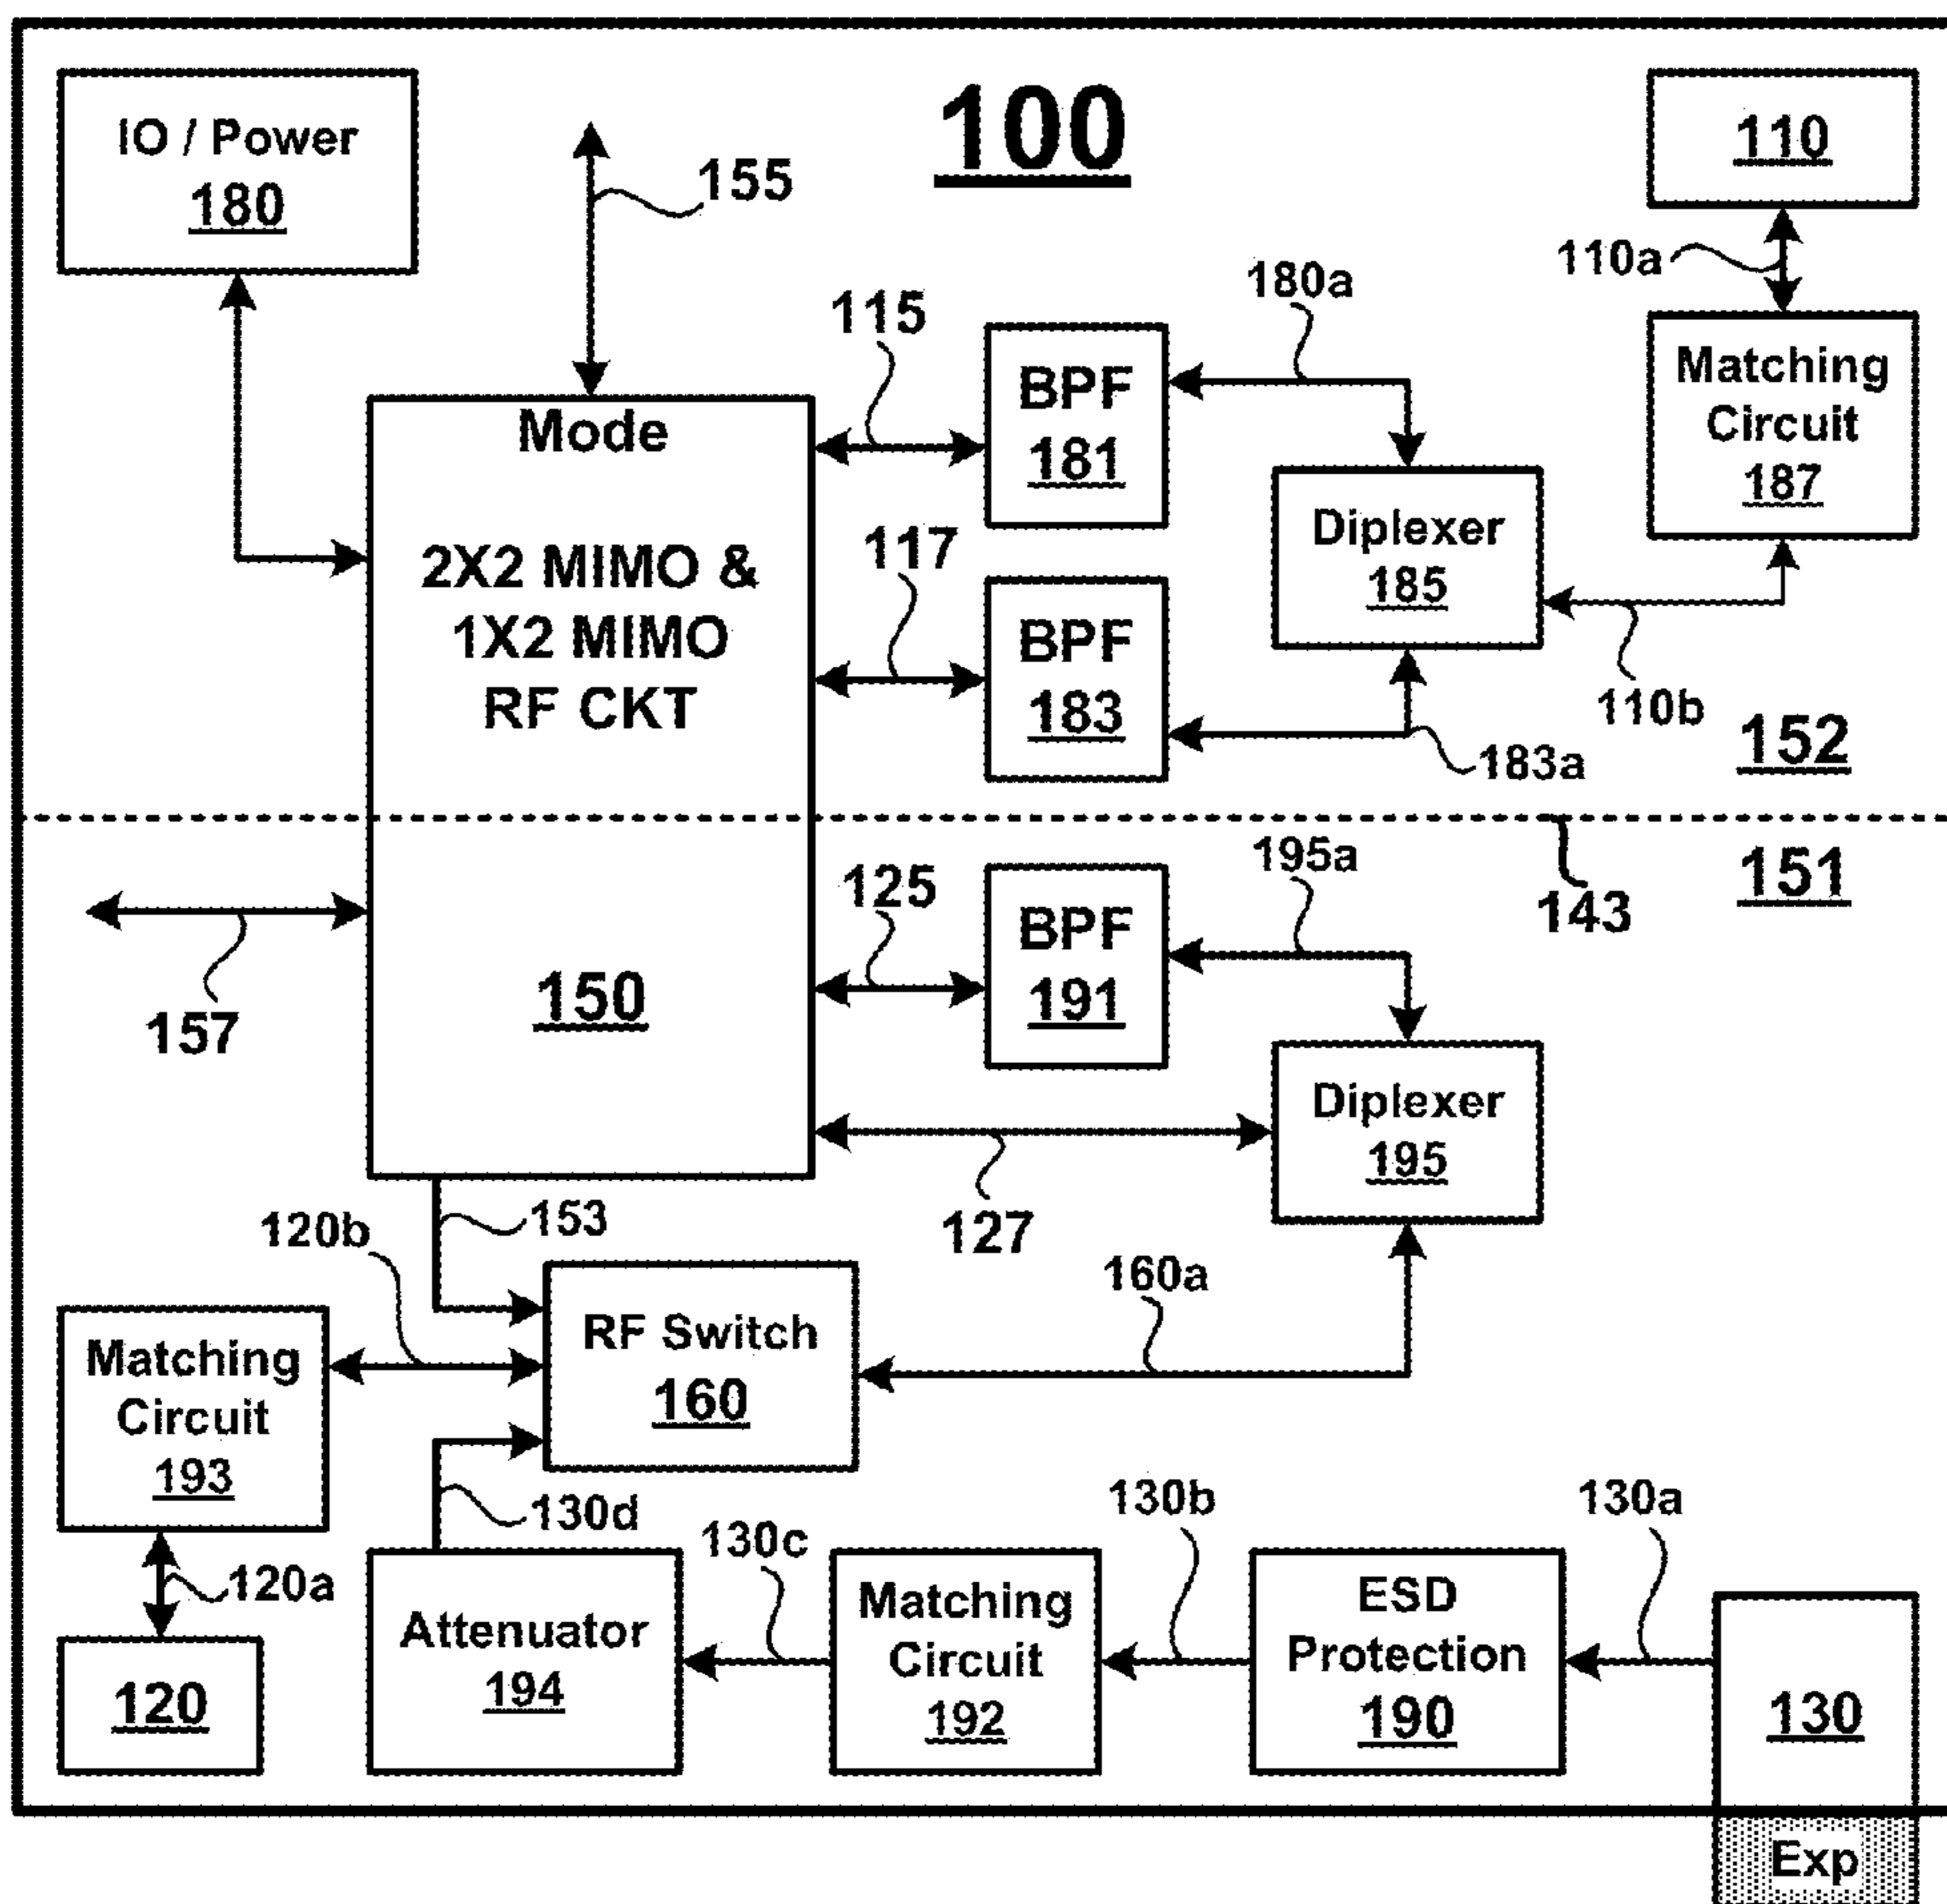 100
IO / Power
180
155
110
110a
180a
115
BPF
181
Matching
Circuit
187
Mode
2X2 MIMO &
1X2 MIMO
RF CKT
Diplexer
185
117
BPF
183
110b
183a
152
143
151
195a
125
BPF
191
157
150
Diplexer
195
127
153
120b
160a
RF Switch
160
Matching
Circuit
193
130d
130c
130b
130a
120a
120
Attenuator
194
Matching
Circuit
192
ESD
Protection
190
130
Exp